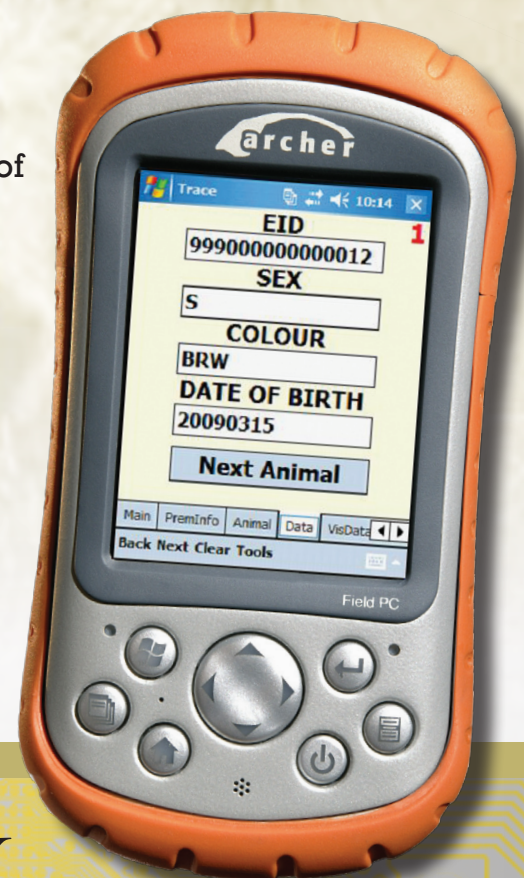 of
archer
Trace 10:14
1
EID
999000000000012
SEX
S
COLOUR
BRW
DATE OF BIRTH
20090315
Next Animal
Main PremInfo Animal Data VisData
Back Next Clear Tools
Field PC